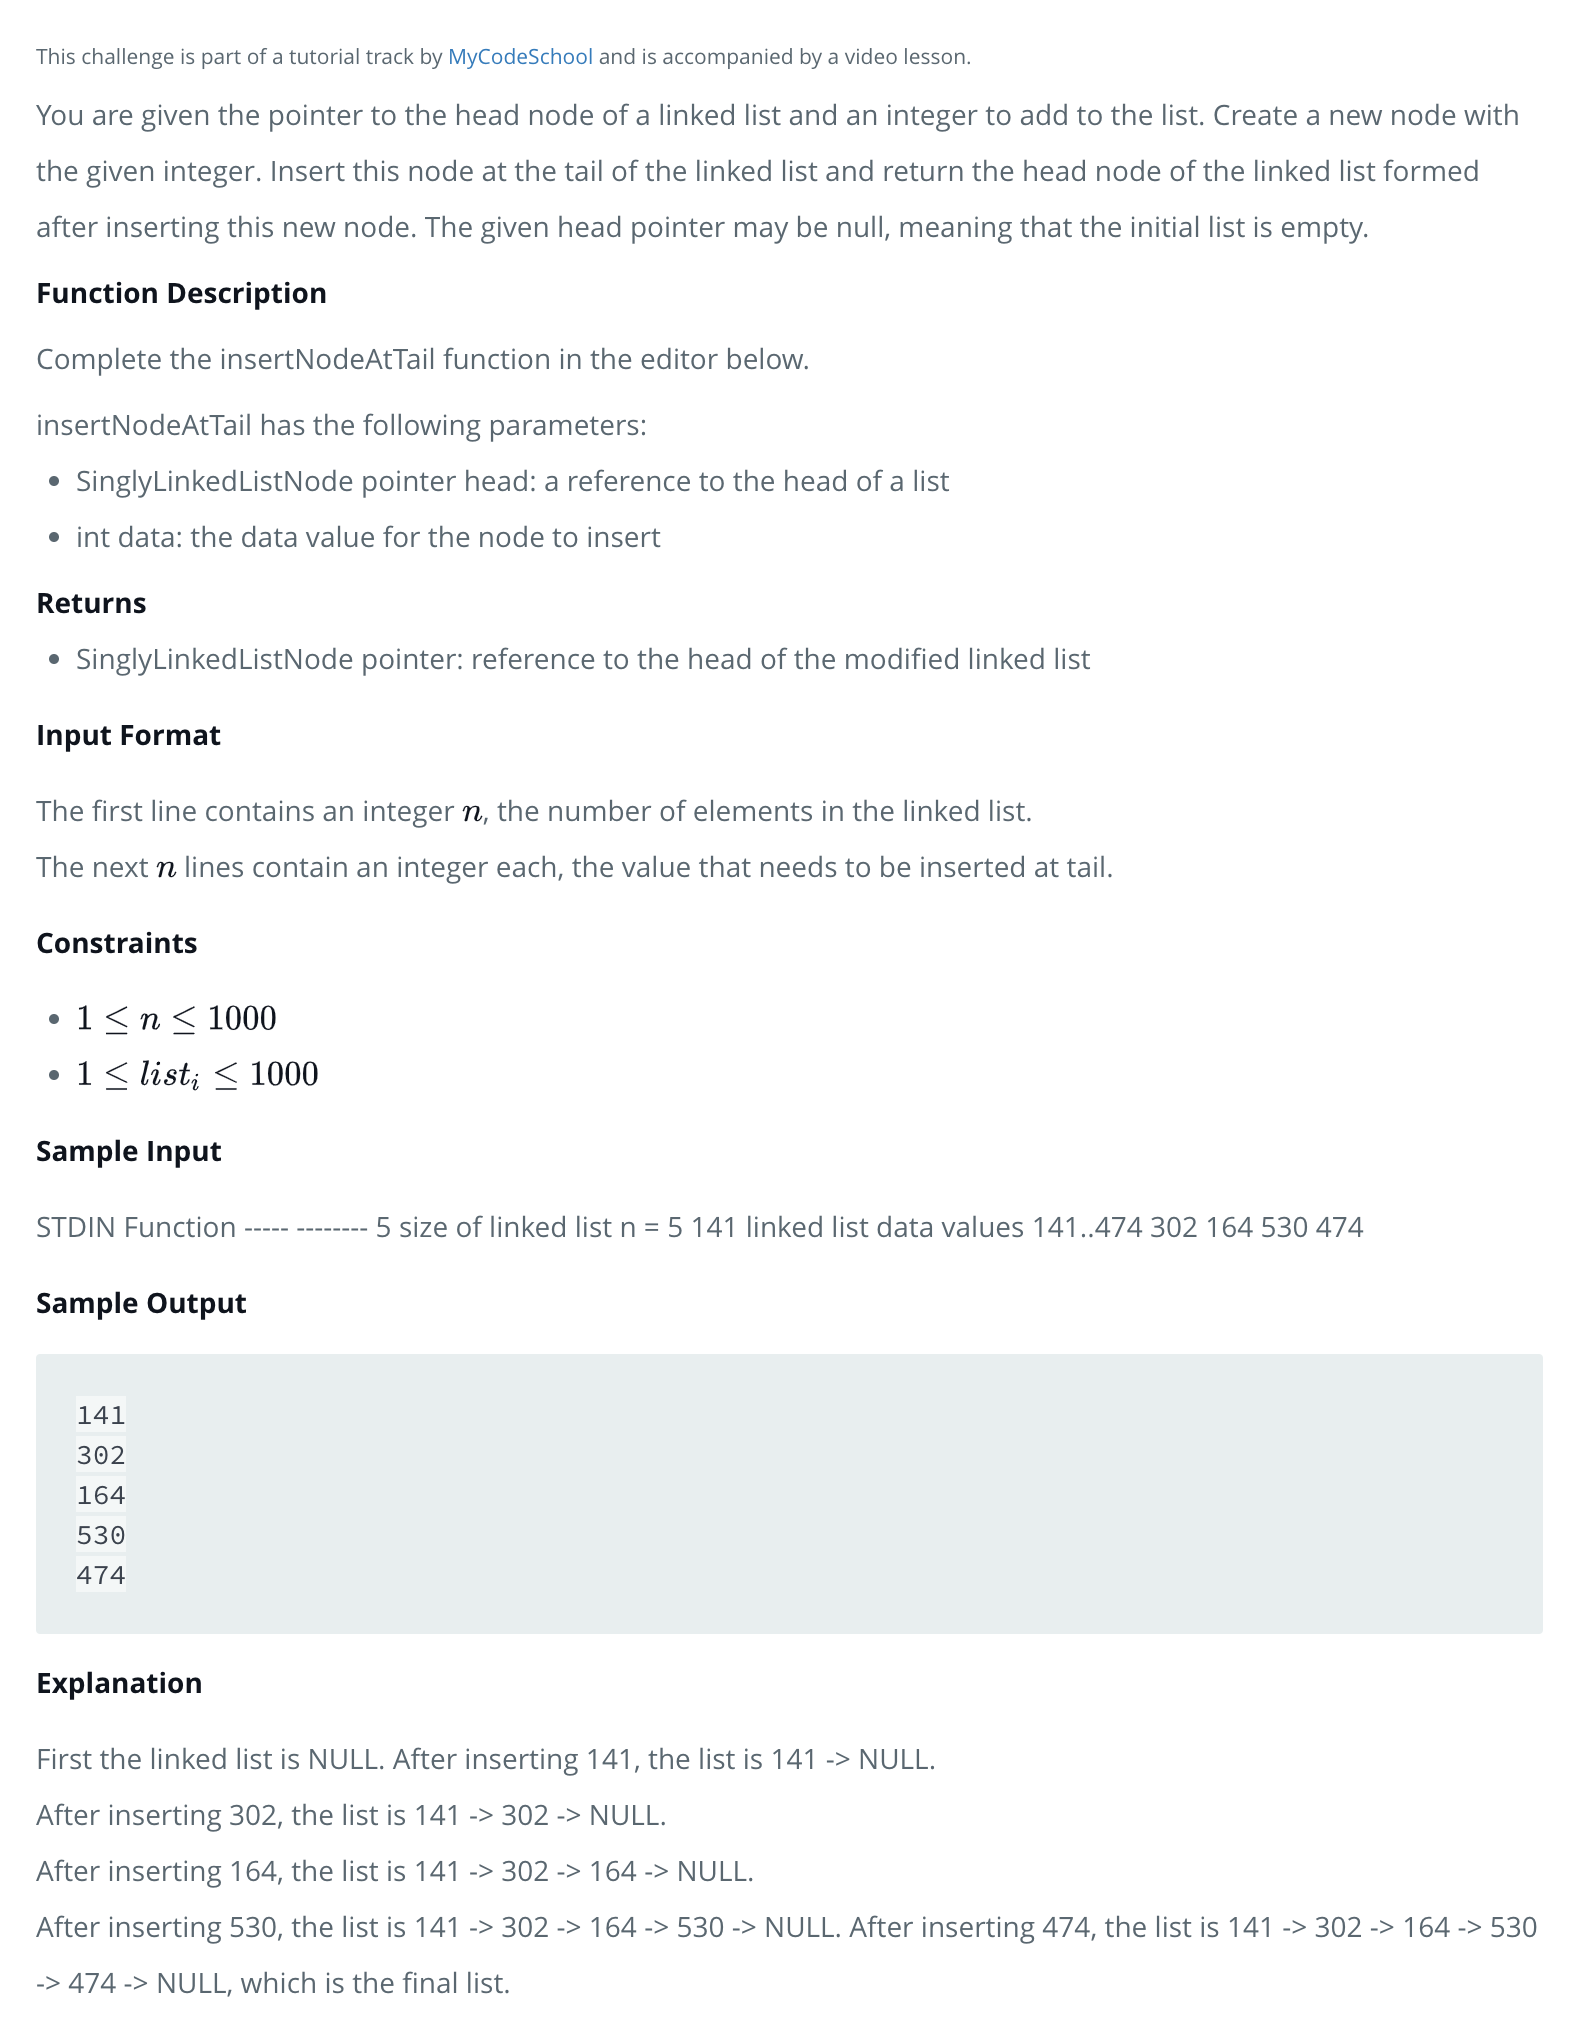 This challenge is part of a tutorial track by MyCodeSchool and is accompanied by a video lesson.
You are given the pointer to the head node of a linked list and an integer to add to the list. Create a new node with
the given integer. Insert this node at the tail of the linked list and return the head node of the linked list formed
after inserting this new node. The given head pointer may be null, meaning that the initial list is empty.
Function Description
Complete the insertNodeAtTail function in the editor below.
insertNodeAtTail has the following parameters:
• SinglyLinkedListNode pointer head: a reference to the head of a list
• int data: the data value for the node to insert
Returns
• SinglyLinkedListNode pointer: reference to the head of the modified linked list
Input Format
The first line contains an integer n, the number of elements in the linked list.
The next n lines contain an integer each, the value that needs to be inserted at tail.
Constraints
• 1 ≤ n ≤ 1000
• 1 ≤ listᵢ ≤ 1000
Sample Input
STDIN Function ----- -------- 5 size of linked list n = 5 141 linked list data values 141..474 302 164 530 474
Sample Output
141
302
164
530
474
Explanation
First the linked list is NULL. After inserting 141, the list is 141 -> NULL.
After inserting 302, the list is 141 -> 302 -> NULL.
After inserting 164, the list is 141 -> 302 -> 164 -> NULL.
After inserting 530, the list is 141 -> 302 -> 164 -> 530 -> NULL. After inserting 474, the list is 141 -> 302 -> 164 -> 530
-> 474 -> NULL, which is the final list.